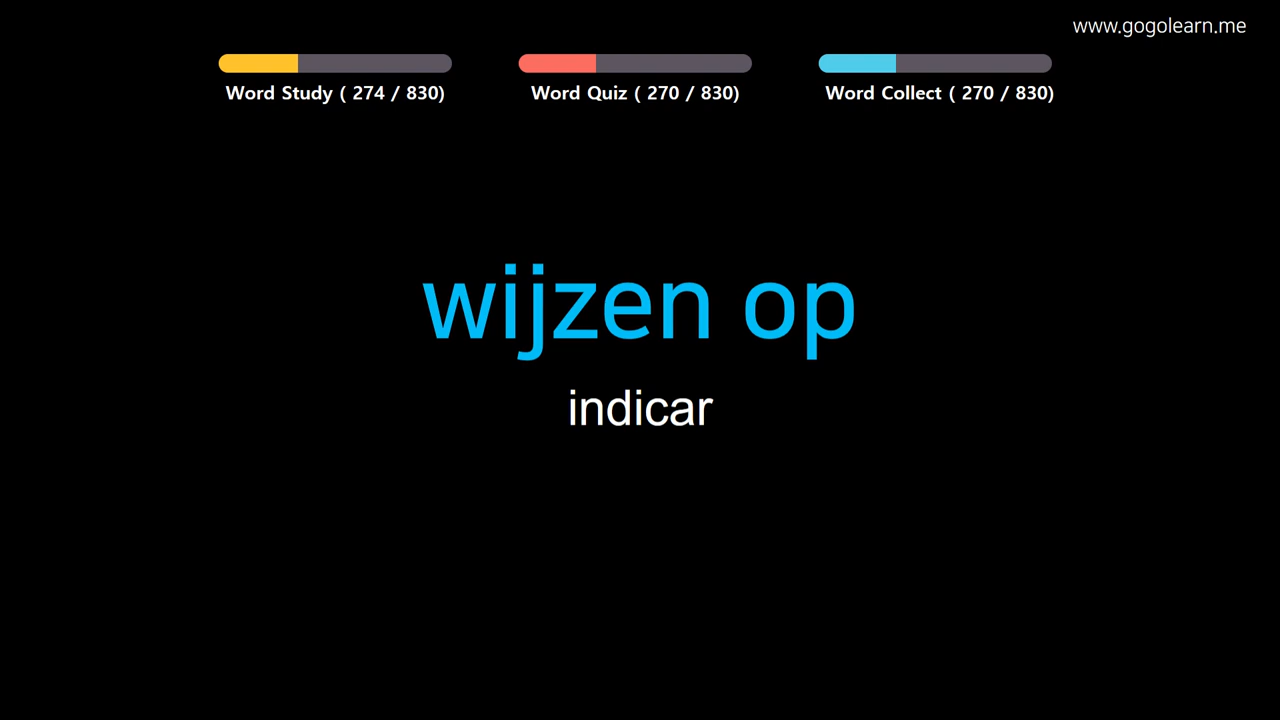 www.gogolearn.me
Word Study ( 274 / 830)
Word Quiz ( 270 / 830)
Word Collect ( 270 / 830)
wijzen op
indicar